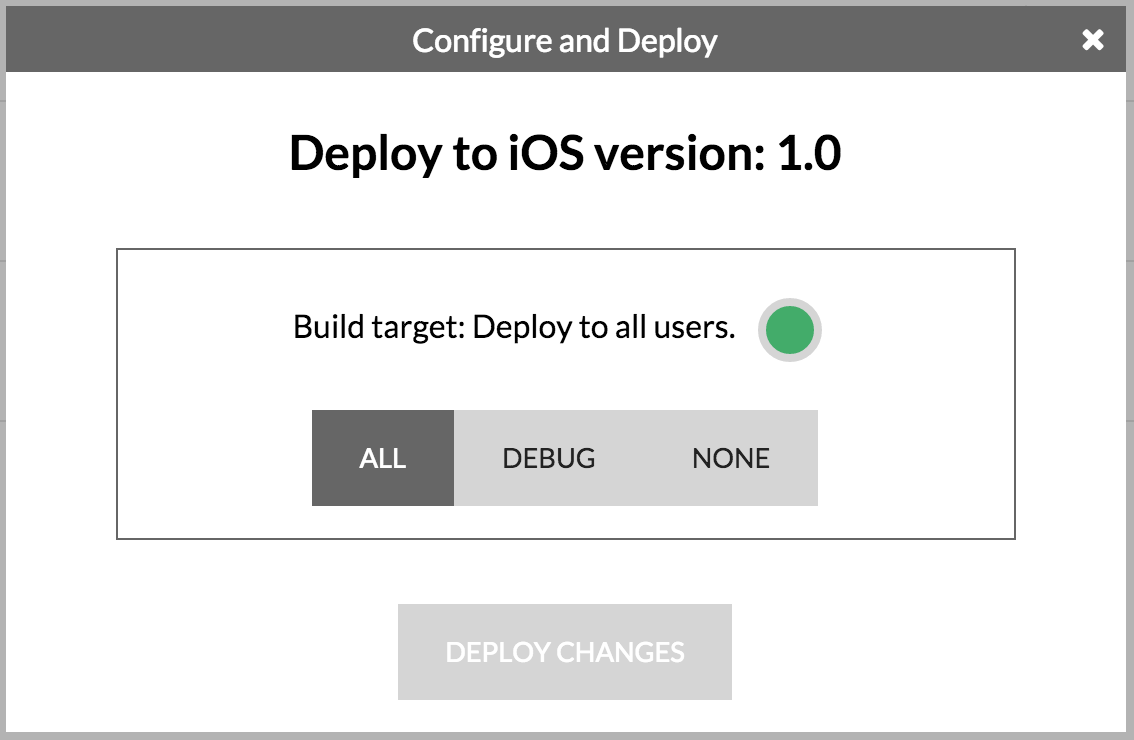 Configure and Deploy
Deploy to iOS version: 1.0
Build target: Deploy to all users.
ALL DEBUG NONE
DEPLOY CHANGES